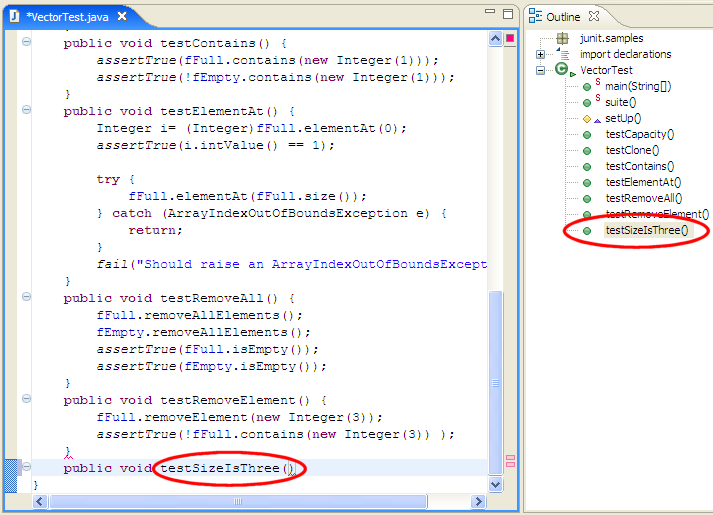 *VectorTest.java
public void testContains() {
assertTrue(fFull.contains(new Integer(1)));
assertTrue(!fEmpty.contains(new Integer(1)));
}
public void testElementAt() {
Integer i= (Integer)fFull.elementAt(0);
assertTrue(i.intValue() == 1);
try {
fFull.elementAt(fFull.size());
} catch (ArrayIndexOutOfBoundsException e) {
return;
}
fail("Should raise an ArrayIndexOutOfBoundsExcept
}
public void testRemoveAll() {
fFull.removeAllElements();
fEmpty.removeAllElements();
assertTrue(fFull.isEmpty());
assertTrue(fEmpty.isEmpty());
}
public void testRemoveElement() {
fFull.removeElement(new Integer(3));
assertTrue(!fFull.contains(new Integer(3)) );
}
public void testSizeIsThree()
}
Outline
junit.samples
import declarations
VectorTest
main(String[])
suite()
setUp()
testCapacity()
testClone()
testContains()
testElementAt()
testRemoveAll()
testRemoveElement()
testSizeIsThree()